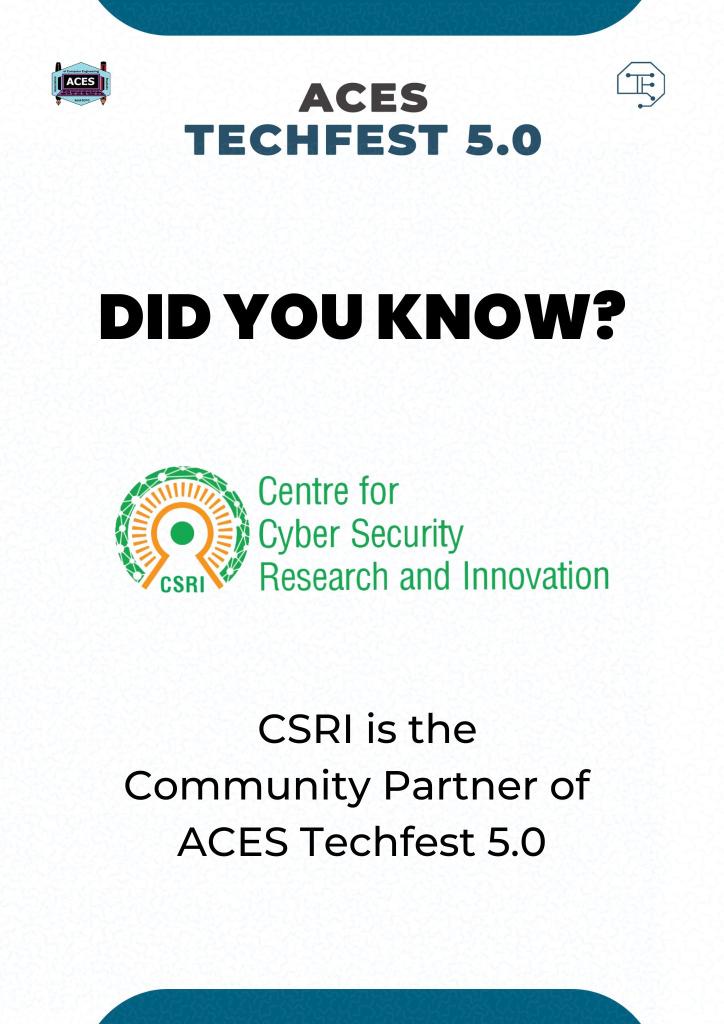 ACES
ACES
TECHFEST 5.0
DID YOU KNOW?
Centre for
Cyber Security
Research and Innovation
CSRI
CSRI is the
Community Partner of
ACES Techfest 5.0